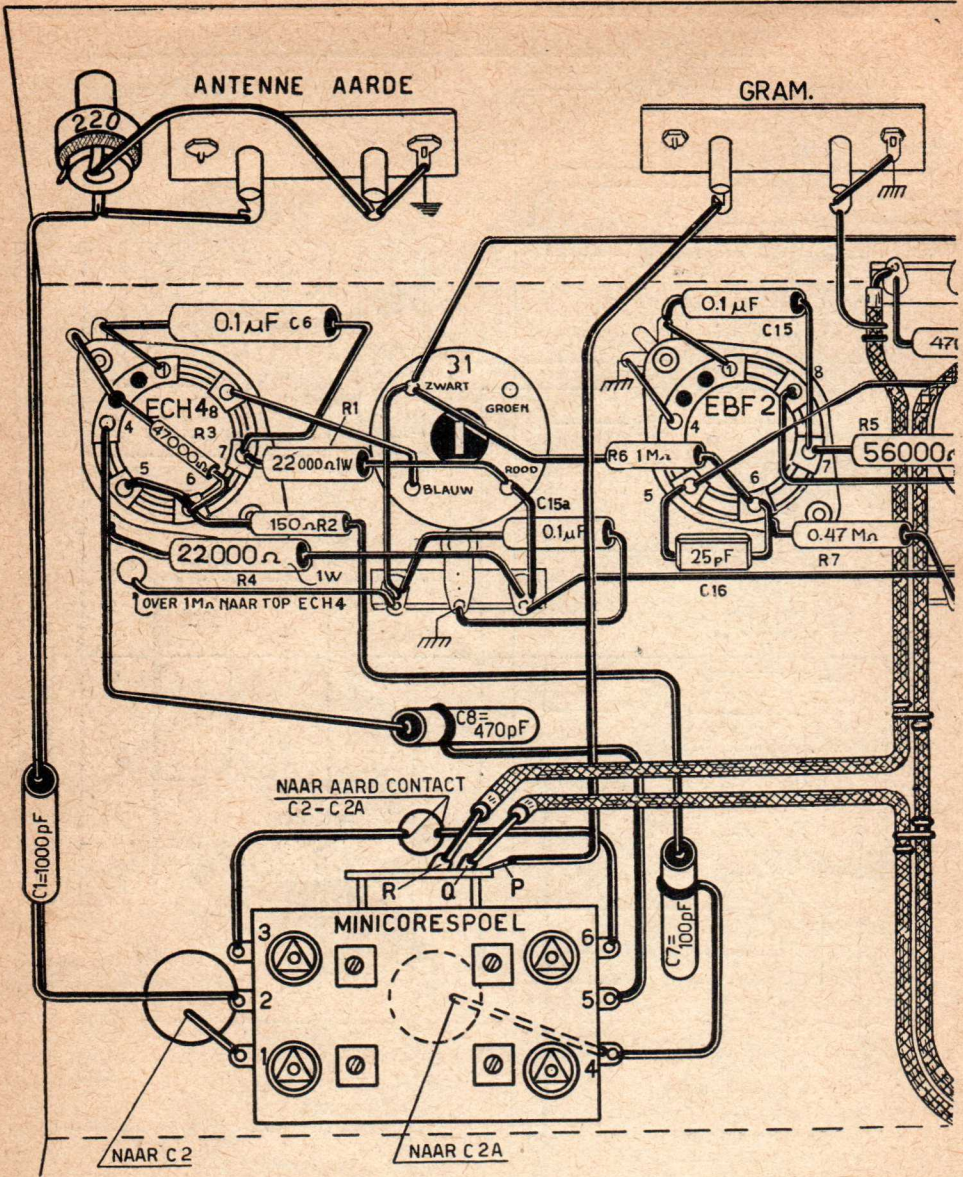 ANTENNE AARDE
GRAM.
220
0.1µF C6
0.1µF
C15
31
ZWART
GROEN
ECH4
8
R1
EBF2
8
4
R3
47000Ω
7
22000Ω1W
ROOD
BLAUW
R6 1MΩ
4
R5
56000Ω
7
5
6
5
6
C15a
150ΩR2
0.1µF
25pF
0.47MΩ
R7
22000Ω
R4
1W
C16
OVER 1MΩ NAAR TOP ECH4
C8=
470pF
NAAR AARD CONTACT
C2-C2A
C1=1000pF
R
Q
P
MINICORESPOEL
C7=
100pF
3
6
2
5
1
4
NAAR C2
NAAR C2A